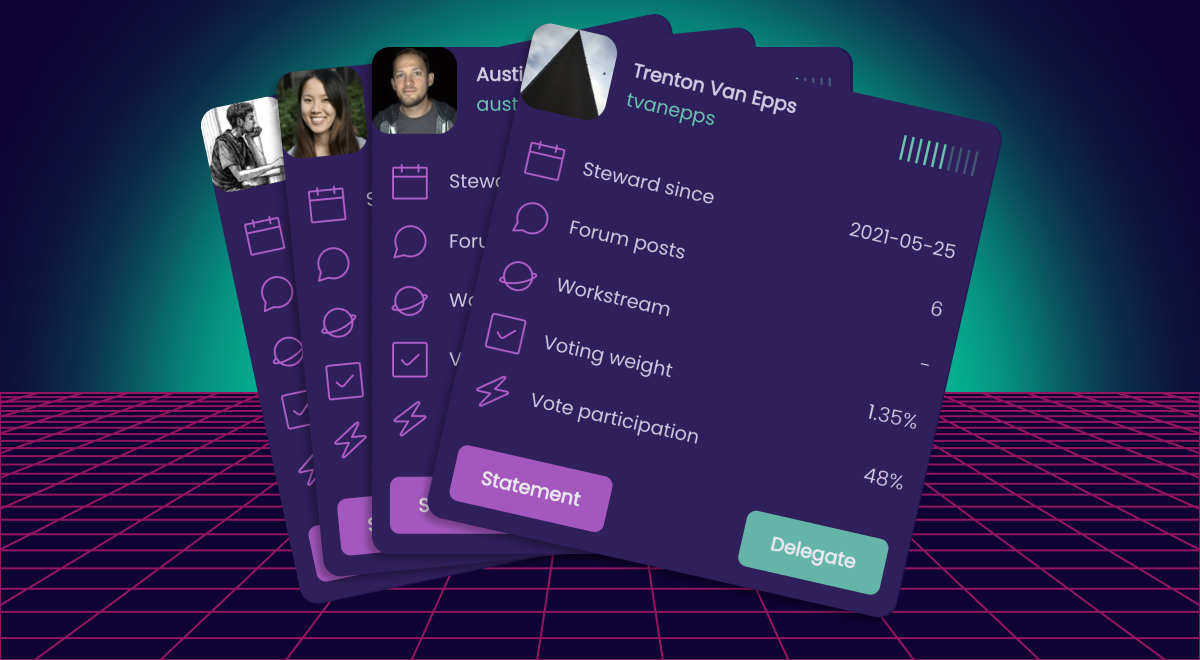 Austi
aust
Stewo
Foru
Wo
V
S
S
S
Trenton Van Epps
tvanepps
Steward since
2021-05-25
Forum posts
6
Workstream
–
Voting weight
1.35%
Vote participation
48%
Statement
Delegate